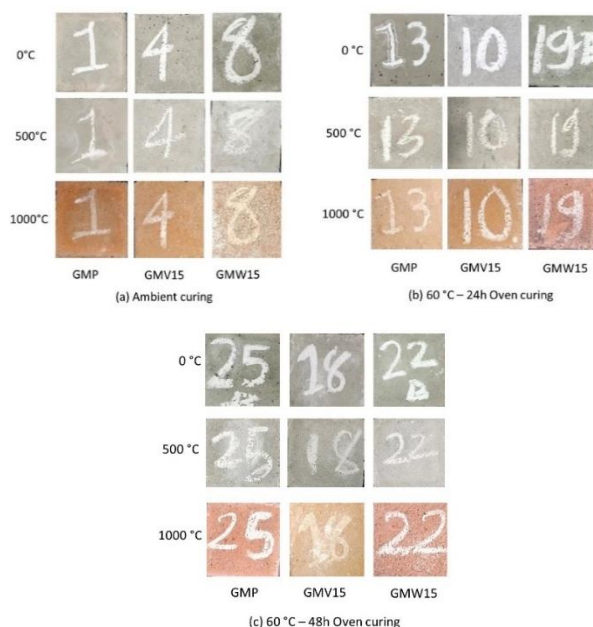 0°C 1 4 8
500°C 1 4 8
1000°C 1 4 8
GMP GMV15 GMW15
(a) Ambient curing
0°C 13 10 19
500°C 13 10 19
1000 °C 13 10 19
GMP GMV15 GMW15
(b) 60 °C – 24h Oven curing
0 °C 25 18 22
500 °C 25 18 22
1000 °C 25 18 22
GMP GMV15 GMW15
(c) 60 °C – 48h Oven curing